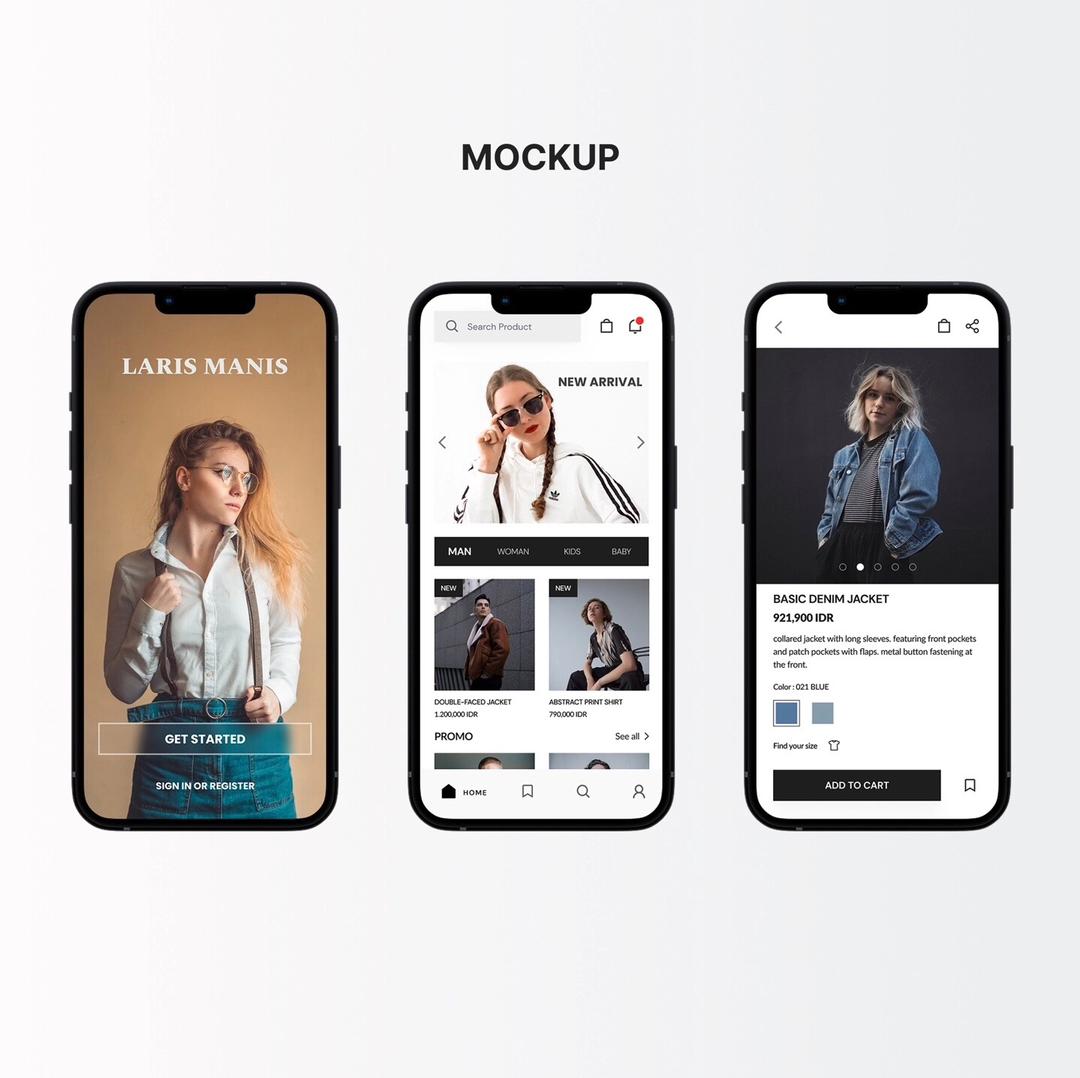 MOCKUP
LARIS MANIS
GET STARTED
SIGN IN OR REGISTER
Search Product
NEW ARRIVAL
MAN WOMAN KIDS BABY
NEW NEW
DOUBLE-FACED JACKET ABSTRACT PRINT SHIRT
1.200,000 IDR 790,000 IDR
PROMO See all
HOME
BASIC DENIM JACKET
921,900 IDR
collared jacket with long sleeves. featuring front pockets
and patch pockets with flaps. metal button fastening at
the front.
Color : 021 BLUE
Find your size
ADD TO CART